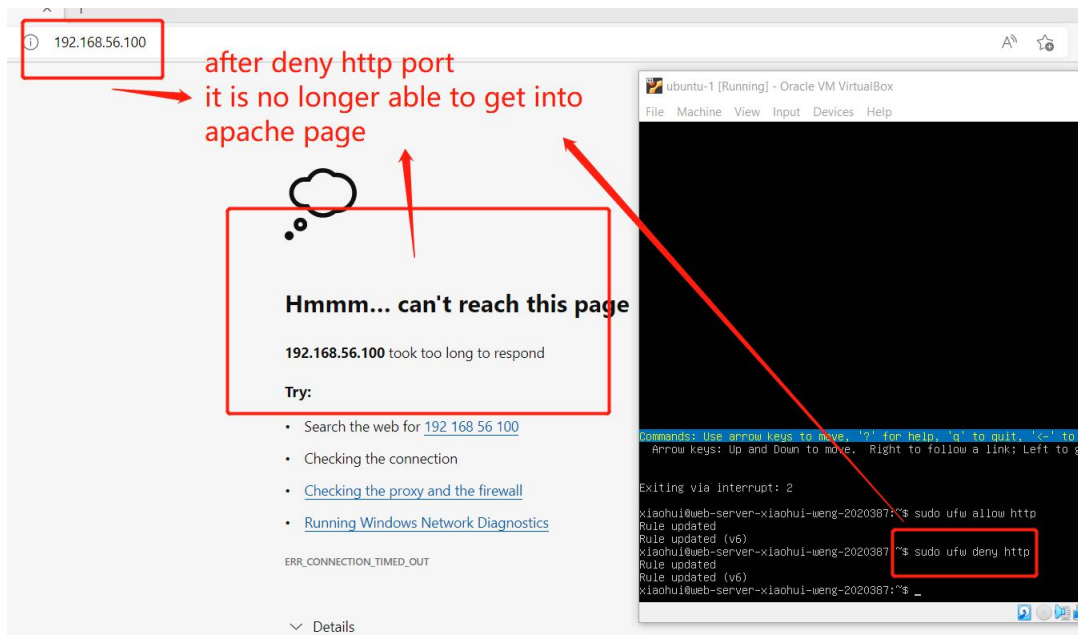 192.168.56.100
after deny http port
it is no longer able to get into
apache page
Hmmm… can't reach this page
192.168.56.100 took too long to respond
Try:
• Search the web for 192 168 56 100
• Checking the connection
• Checking the proxy and the firewall
• Running Windows Network Diagnostics
ERR_CONNECTION_TIMED_OUT
Details
ubuntu-1 [Running] - Oracle VM VirtualBox
File Machine View Input Devices Help
Commands: Use arrow keys to move, '?' for help, 'q' to quit, '<-' to
Arrow keys: Up and Down to move. Right to follow a link; Left to g
Exiting via interrupt: 2
xiaohui@web-server-xiaohui-weng-2020387:~$ sudo ufw allow http
Rule updated
Rule updated (v6)
xiaohui@web-server-xiaohui-weng-2020387:~$ sudo ufw deny http
Rule updated
Rule updated (v6)
xiaohui@web-server-xiaohui-weng-2020387:~$ _